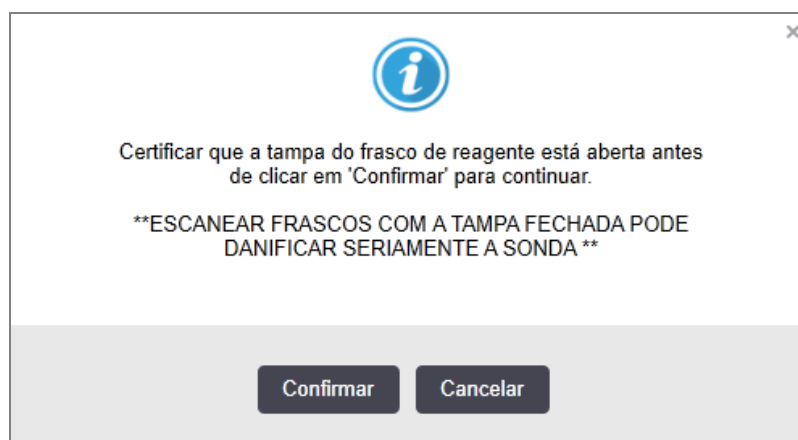 Certificar que a tampa do frasco de reagente está aberta antes
de clicar em 'Confirmar' para continuar.
**ESCANEAR FRASCOS COM A TAMPA FECHADA PODE
DANIFICAR SERIAMENTE A SONDA **
Confirmar
Cancelar